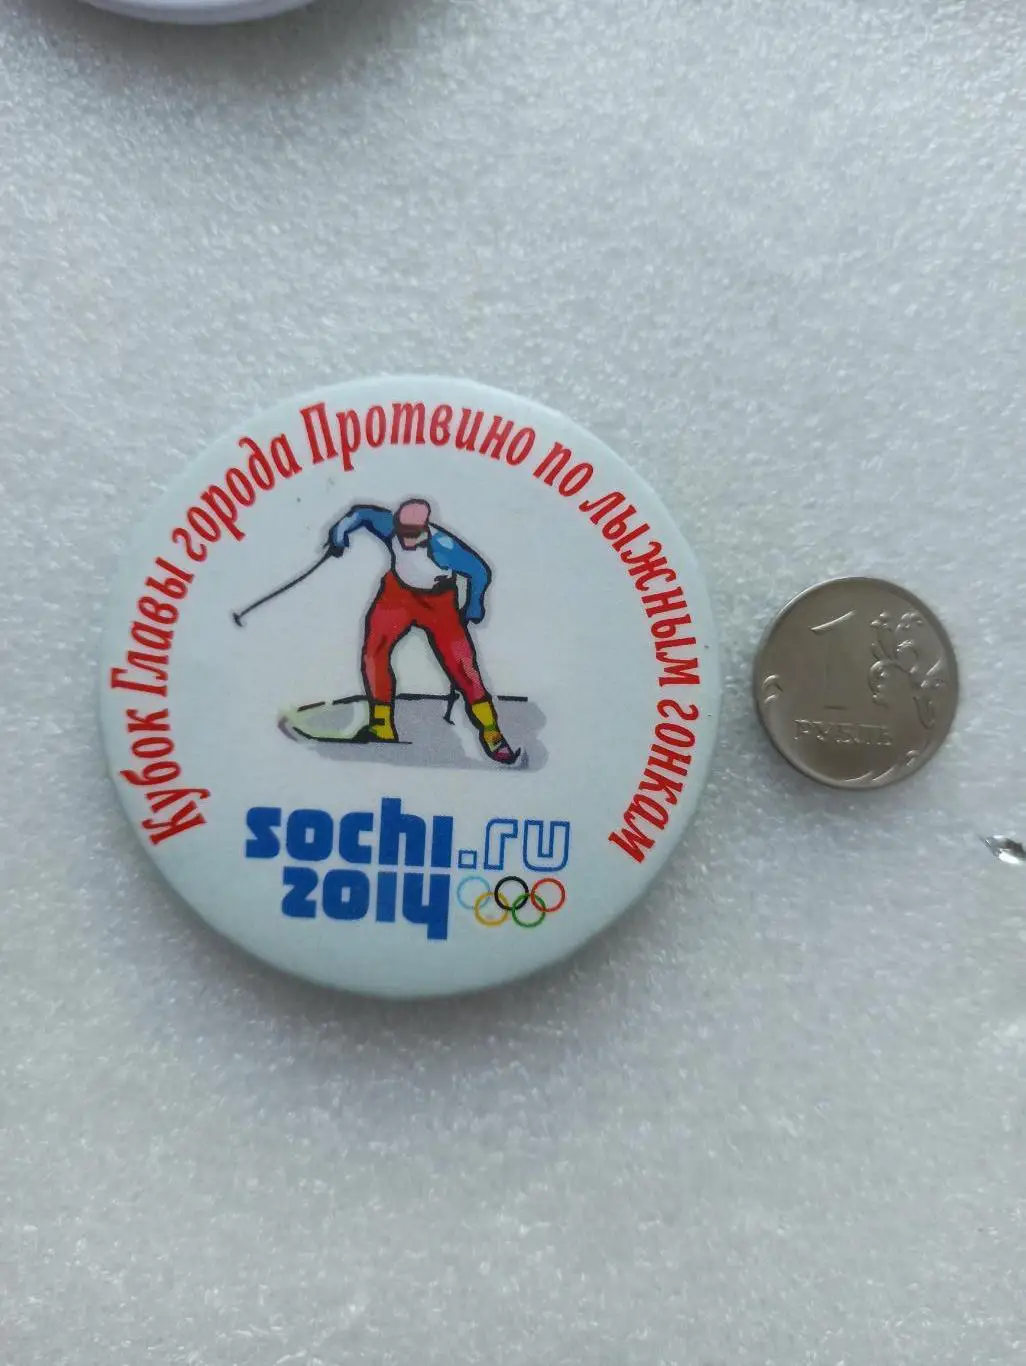 Кубок Главы города Протвино по лыжным гонкам
sochi.ru
2014
1
РУБЛЬ